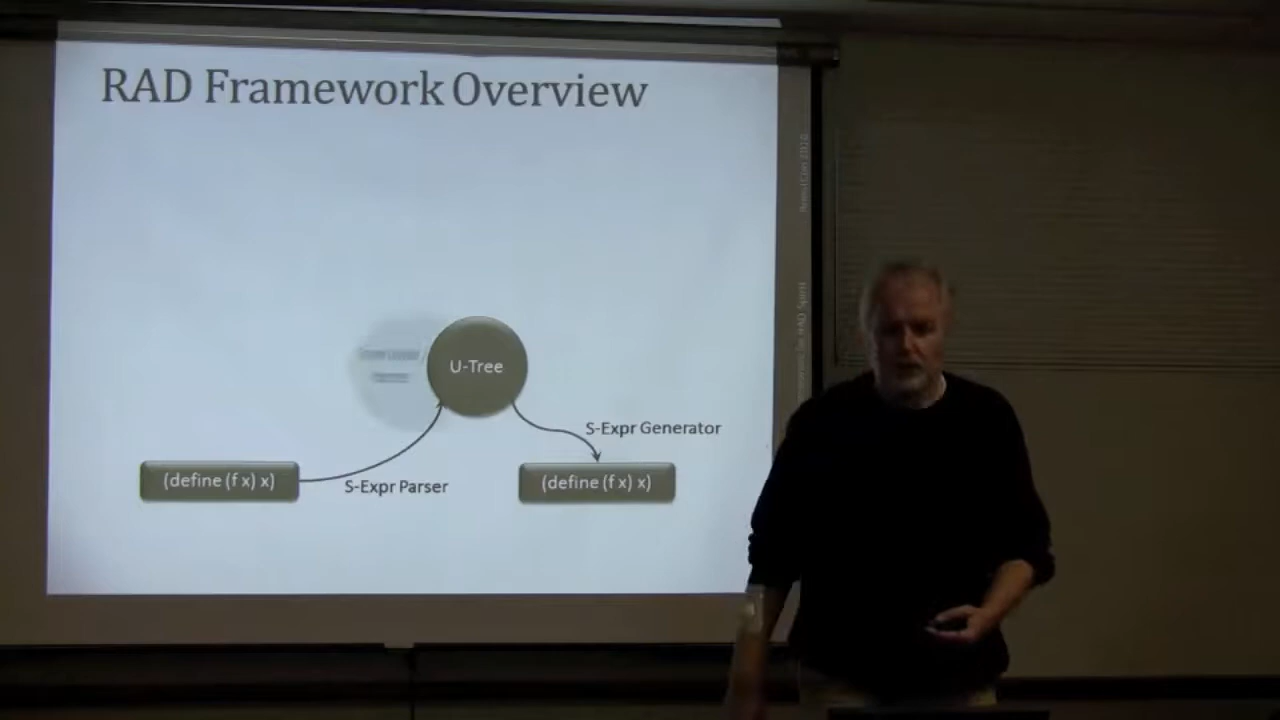 RAD Framework Overview
U-Tree
S-Expr Generator
(define (f x) x)
S-Expr Parser
(define (f x) x)